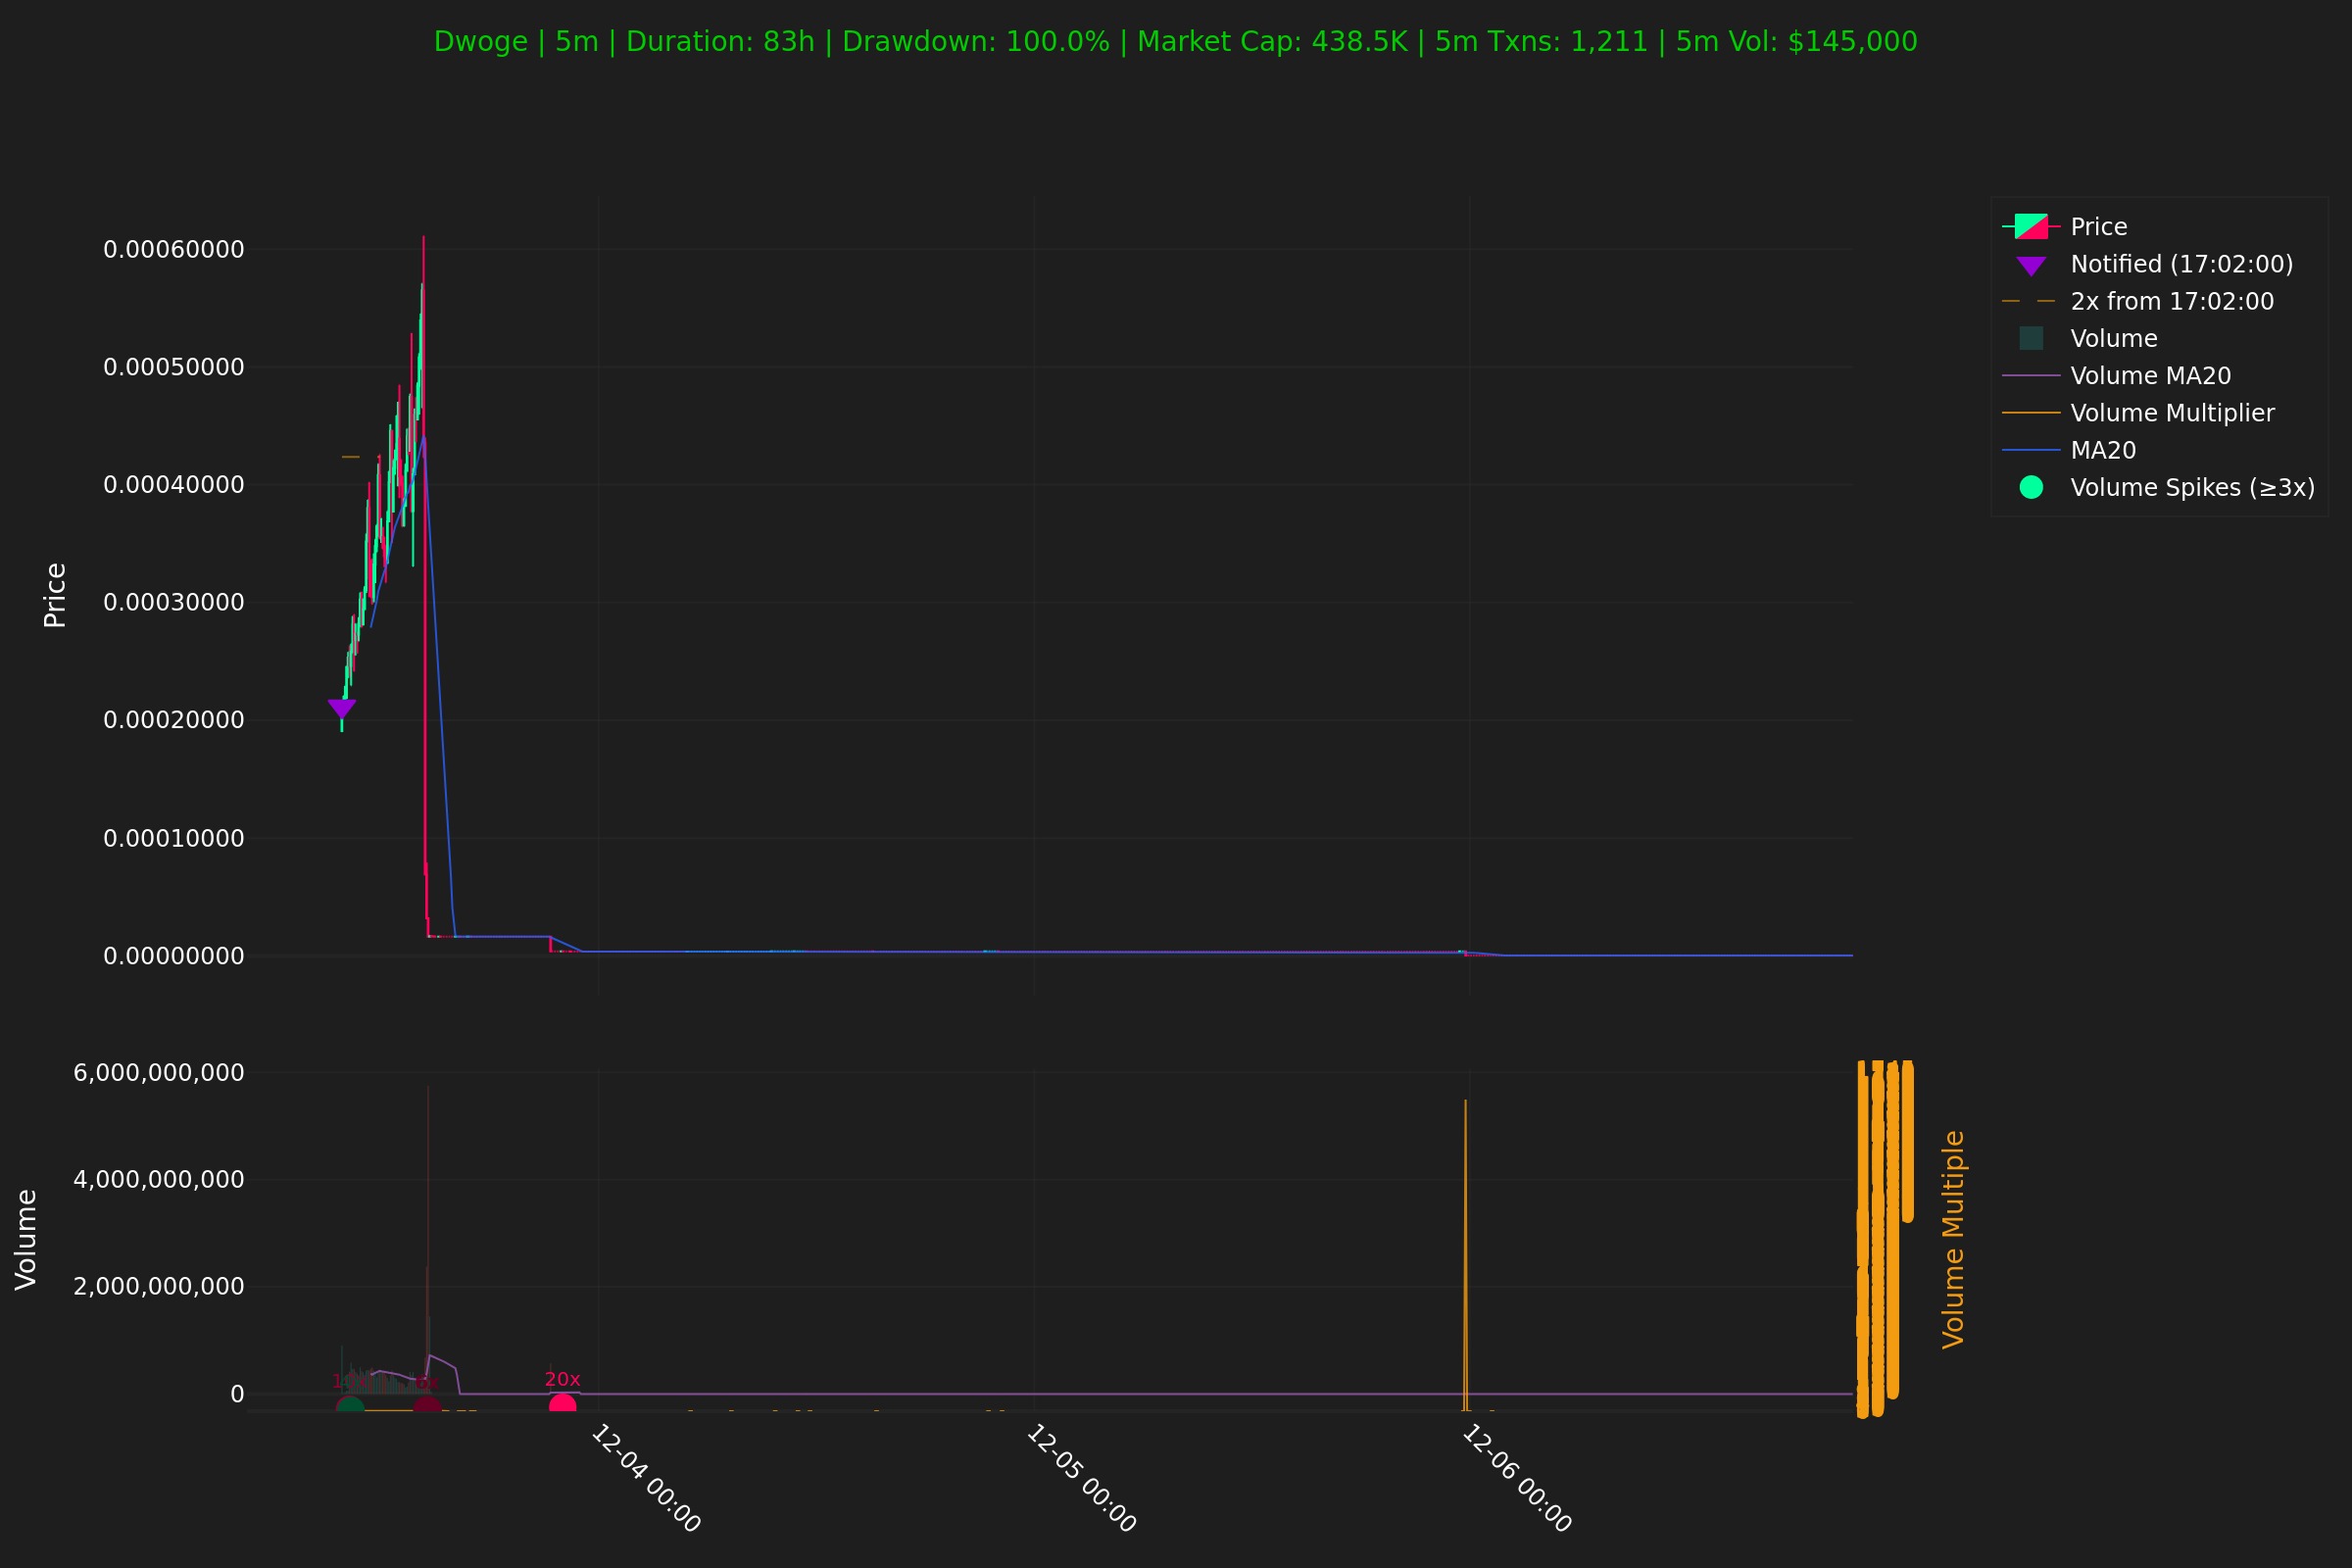 Dwoge | 5m | Duration: 83h | Drawdown: 100.0% | Market Cap: 438.5K | 5m Txns: 1,211 | 5m Vol: $145,000
Price
Notified (17:02:00)
2x from 17:02:00
Volume
Volume MA20
Volume Multiplier
MA20
Volume Spikes (≥3x)
0.00060000
0.00050000
0.00040000
0.00030000
0.00020000
0.00010000
0.00000000
Price
6,000,000,000
4,000,000,000
2,000,000,000
0
Volume
20x
Volume Multiple
12-04 00:00
12-05 00:00
12-06 00:00